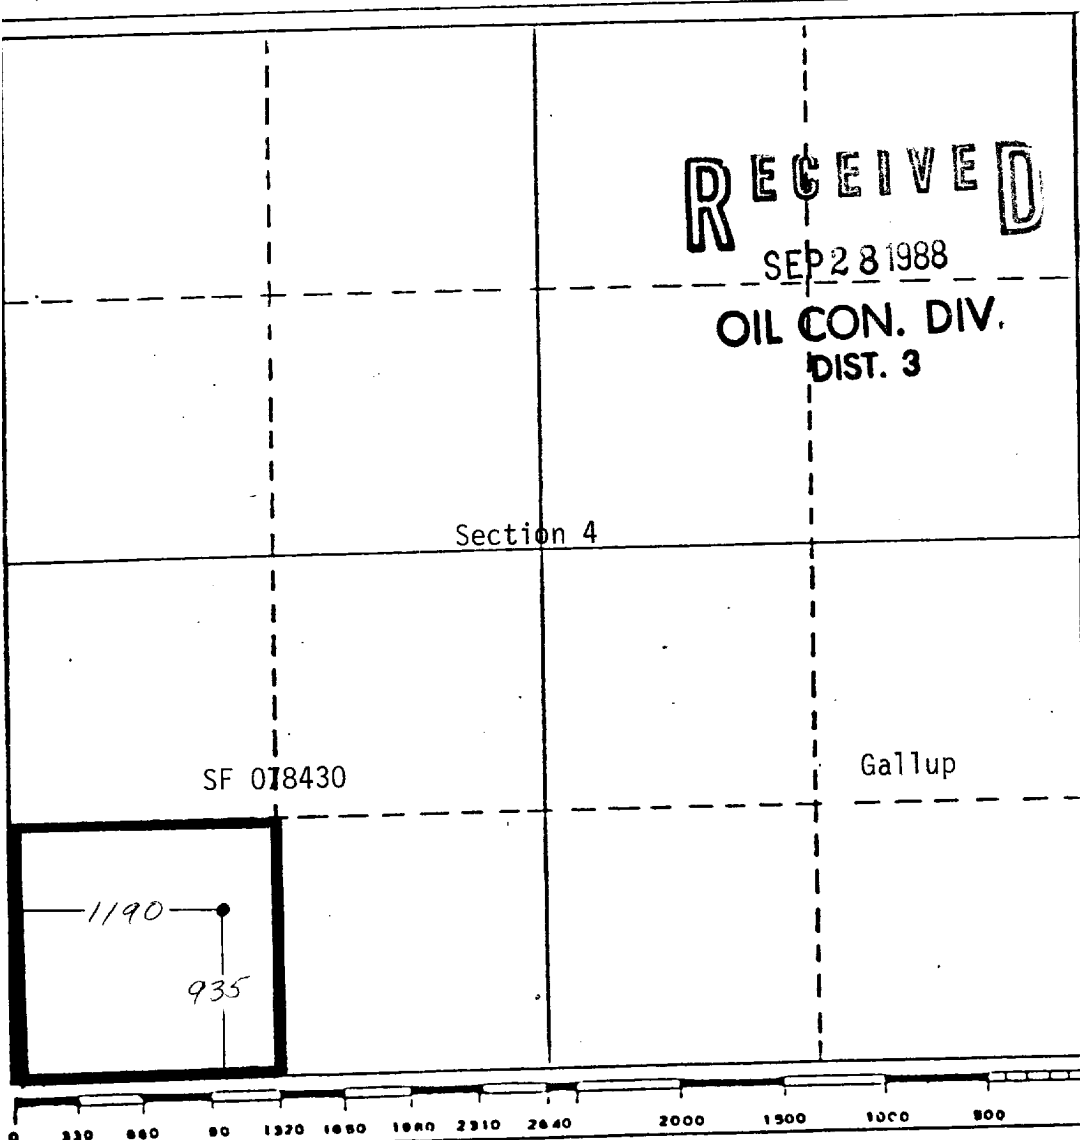 RECEIVED
SEP 28 1988
OIL CON. DIV.
DIST. 3
Section 4
SF 078430
Gallup
1190
935
0 330 660 90 1320 1650 1980 2310 2640 2000 1500 1000 500